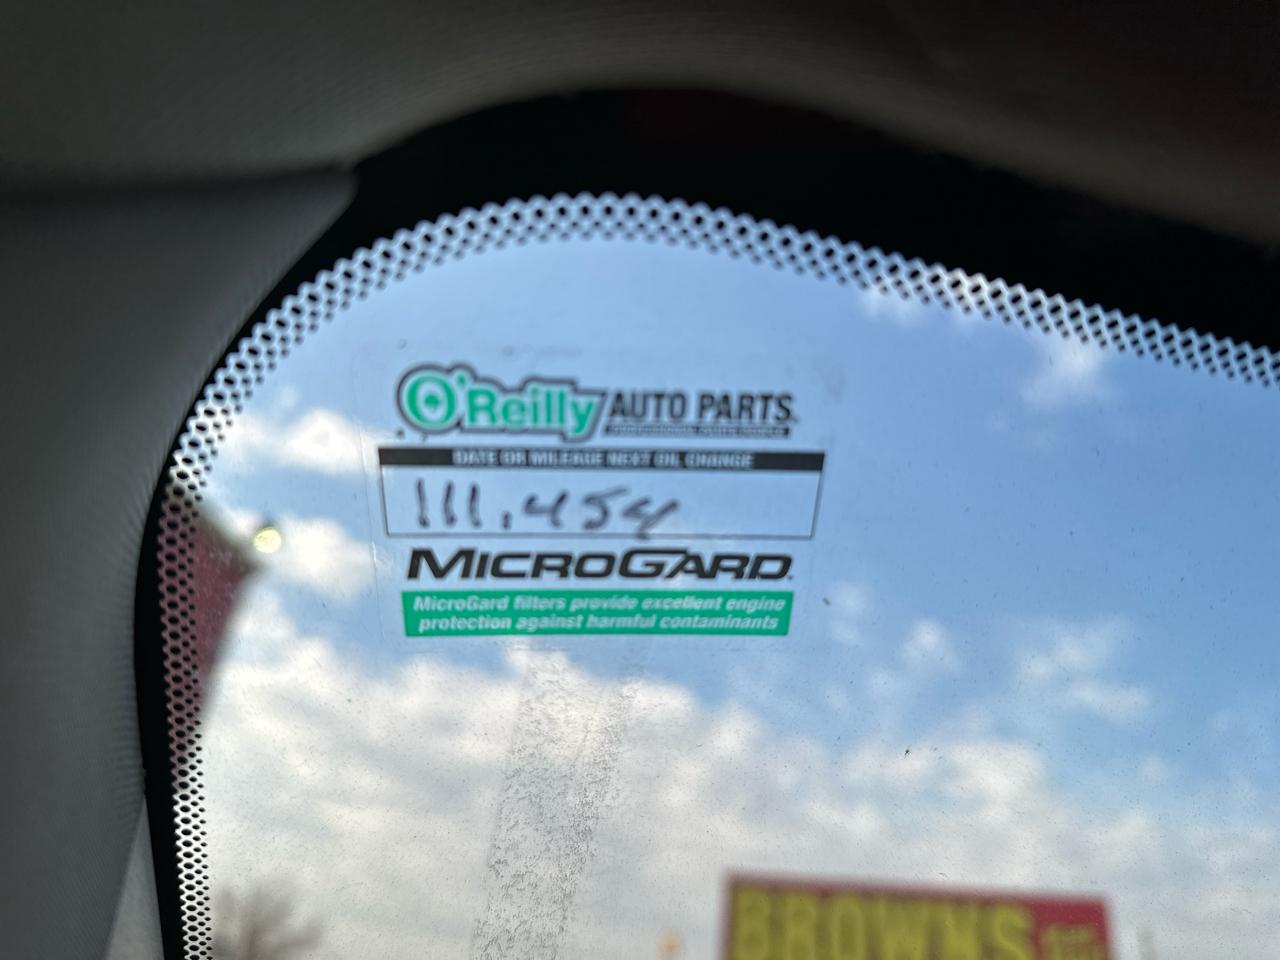 O'Reilly AUTO PARTS
DATE OR MILEAGE NEXT OIL CHANGE
111,454
MICROGARD
MicroGard filters provide excellent engine
protection against harmful contaminants
BROWNS